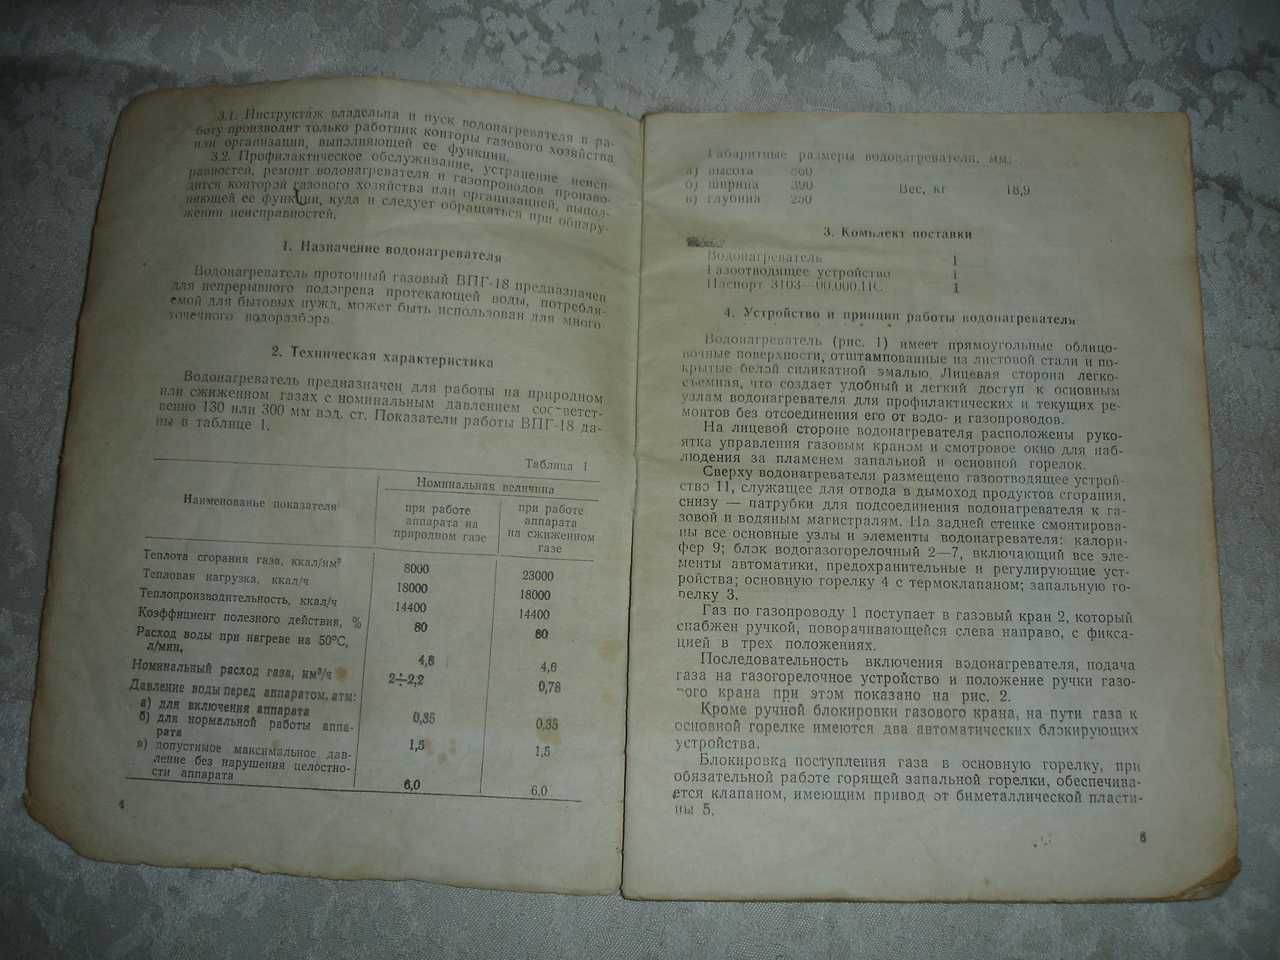 3.1. Инструктаж владельца и пуск водонагревателя в ра-
боту производит только работник конторы газового хозяйства
или организации, выполняющей ее функции.
3.2. Профилактическое обслуживание, устранение неисп-
равностей, ремонт водонагревателя и газопроводов произво-
дится конторой газового хозяйства или организацией, выпол-
няющей ее функции, куда и следует обращаться при обнару-
жении неисправностей.
1. Назначение водонагревателя
Водонагреватель проточный газовый ВПГ-18 предназначен
для непрерывного подогрева протекающей воды, потребля-
емой для бытовых нужд, может быть использован для много
точечного водоразбора.
2. Техническая характеристика
Водонагреватель предназначен для работы на природном
или сжиженном газах с номинальным давлением соответст-
венно 130 или 300 мм вод. ст. Показатели работы ВПГ-18 да-
ны в таблице 1.
Таблица 1
Наименованье показателя
Номинальная величина
при работе аппарата на природном газе
при работе аппарата на сжиженном газе
Теплота сгорания газа, ккал/нм³ 8000 23000
Тепловая нагрузка, ккал/ч 18000 18000
Теплопроизводительность, ккал/ч 14400 14400
Коэффициент полезного действия, % 80 80
Расход воды при нагреве на 50°С,
л/мин, 4,6 4,6
Номинальный расход газа, нм³/ч 2÷2,2 0,78
Давление воды перед аппаратом, атм:
а) для включения аппарата 0,35 0,35
б) для нормальной работы аппа-
рата 1,5 1,5
в) допустимое максимальное дав-
ление без нарушения целостно-
сти аппарата 6,0 6,0
4
Габаритные размеры водонагревателя, мм:
а) высота 860
б) ширина 390 Вес, кг 18,9
в) глубина 250
3. Комплект поставки
Водонагреватель 1
Газоотводящее устройство 1
Паспорт 3103—00.000.ПС 1
4. Устройство и принцип работы водонагревателя
Водонагреватель (рис. 1) имеет прямоугольные облицо-
вочные поверхности, отштампованные из листовой стали и по-
крытые белой силикатной эмалью. Лицевая сторона легко-
съемная, что создает удобный и легкий доступ к основным
узлам водонагревателя для профилактических и текущих ре-
монтов без отсоединения его от водо- и газопроводов.
На лицевой стороне водонагревателя расположены руко-
ятка управления газовым краном и смотровое окно для наб-
людения за пламенем запальной и основной горелок.
Сверху водонагревателя размещено газоотводящее устрой-
ство 11, служащее для отвода в дымоход продуктов сгорания,
снизу — патрубки для подсоединения водонагревателя к га-
зовой и водяным магистралям. На задней стенке смонтирова-
ны все основные узлы и элементы водонагревателя: калори-
фер 9; блок водогазогорелочный 2—7, включающий все эле-
менты автоматики, предохранительные и регулирующие уст-
ройства; основную горелку 4 с термоклапаном; запальную го-
релку 3.
Газ по газопроводу 1 поступает в газовый кран 2, который
снабжен ручкой, поворачивающейся слева направо, с фикса-
цией в трех положениях.
Последовательность включения водонагревателя, подача
газа на газогорелочное устройство и положение ручки газо-
вого крана при этом показано на рис. 2.
Кроме ручной блокировки газового крана, на пути газа к
основной горелке имеются два автоматических блокирующих
устройства.
Блокировка поступления газа в основную горелку, при
обязательной работе горящей запальной горелки, обеспечива-
ется клапаном, имеющим привод от биметаллической пласти-
ны 5.